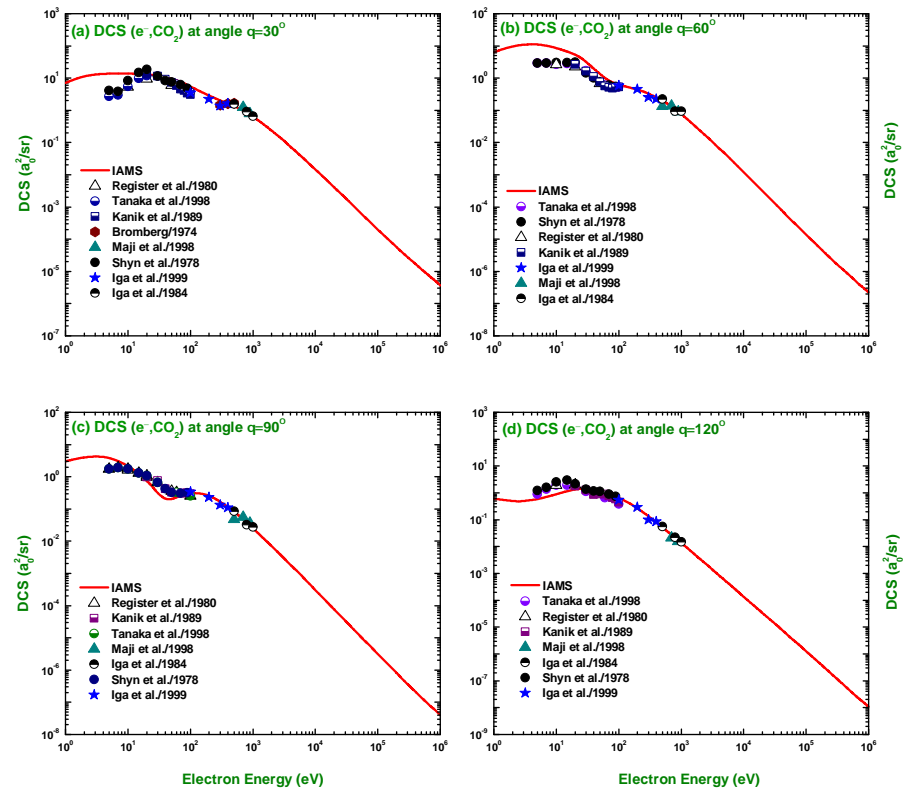 (a) DCS (e⁻,CO₂) at angle q=30⁰
10³
10¹
10⁻¹
10⁻³
10⁻⁵
10⁻⁷
DCS (a₀²/sr)
IAMS
Register et al./1980
Tanaka et al./1998
Kanik et al./1989
Bromberg/1974
Maji et al./1998
Shyn et al./1978
Iga et al./1999
Iga et al./1984
10⁰ 10¹ 10² 10³ 10⁴ 10⁵ 10⁶
(b) DCS (e⁻,CO₂) at angle q=60⁰
10²
10⁰
10⁻²
10⁻⁴
10⁻⁶
10⁻⁸
DCS (a₀²/sr)
IAMS
Tanaka et al./1998
Shyn et al./1978
Register et al./1980
Kanik et al./1989
Iga et al./1999
Maji et al./1998
Iga et al./1984
10⁰ 10¹ 10² 10³ 10⁴ 10⁵ 10⁶
(c) DCS (e⁻,CO₂) at angle q=90⁰
10²
10⁰
10⁻²
10⁻⁴
10⁻⁶
10⁻⁸
DCS (a₀²/sr)
IAMS
Register et al./1980
Kanik et al./1989
Tanaka et al./1998
Maji et al./1998
Iga et al./1984
Shyn et al./1978
Iga et al./1999
10⁰ 10¹ 10² 10³ 10⁴ 10⁵ 10⁶
Electron Energy (eV)
(d) DCS (e⁻,CO₂) at angle q=120⁰
10³
10¹
10⁻¹
10⁻³
10⁻⁵
10⁻⁷
10⁻⁹
DCS (a₀²/sr)
IAMS
Tanaka et al./1998
Register et al./1980
Kanik et al./1989
Maji et al./1998
Iga et al./1984
Shyn et al./1978
Iga et al./1999
10⁰ 10¹ 10² 10³ 10⁴ 10⁵ 10⁶
Electron Energy (eV)